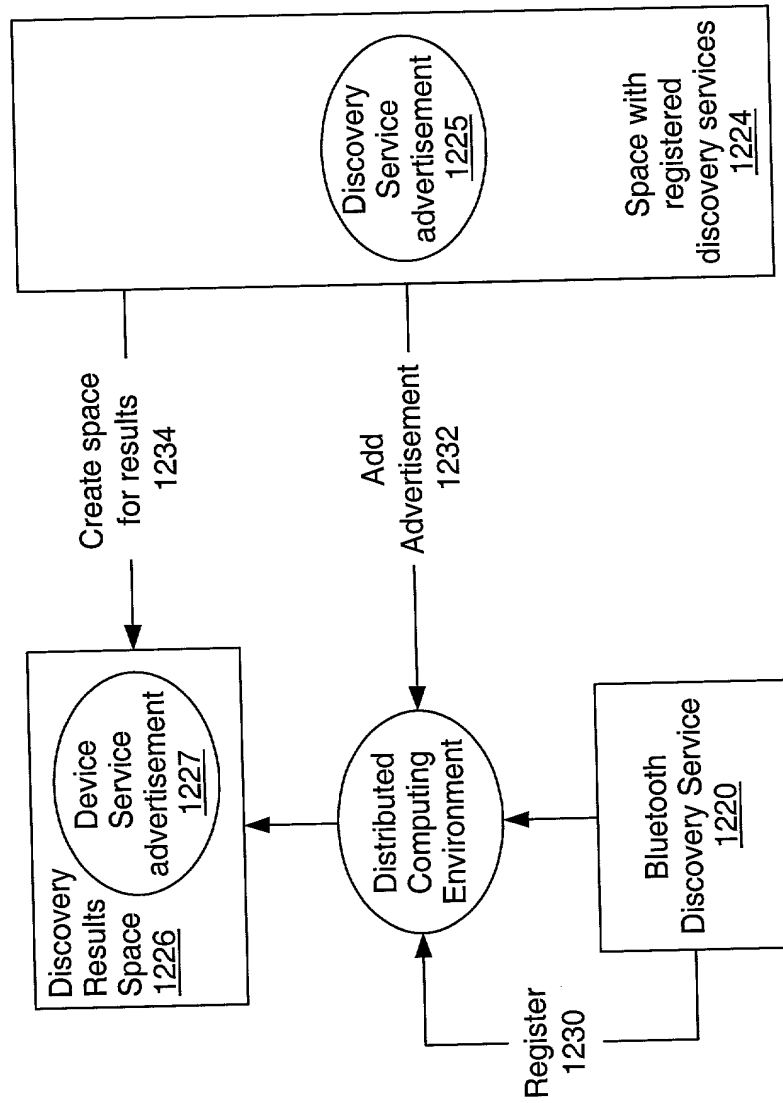 Register
1230
Bluetooth
Discovery Service
1220
Distributed
Computing
Environment
Discovery
Results
Space
1226
Device
Service
advertisement
1227
Add
Advertisement
1232
Create space
for results
1234
Discovery
Service
advertisement
1225
Space with
registered
discovery services
1224